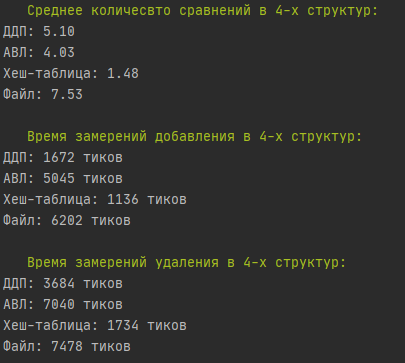 Среднее количесвто сравнений в 4-х структур:
ДДП: 5.10
АВЛ: 4.03
Хеш-таблица: 1.48
Файл: 7.53
Время замерений добавления в 4-х структур:
ДДП: 1672 тиков
АВЛ: 5045 тиков
Хеш-таблица: 1136 тиков
Файл: 6202 тиков
Время замерений удаления в 4-х структур:
ДДП: 3684 тиков
АВЛ: 7040 тиков
Хеш-таблица: 1734 тиков
Файл: 7478 тиков